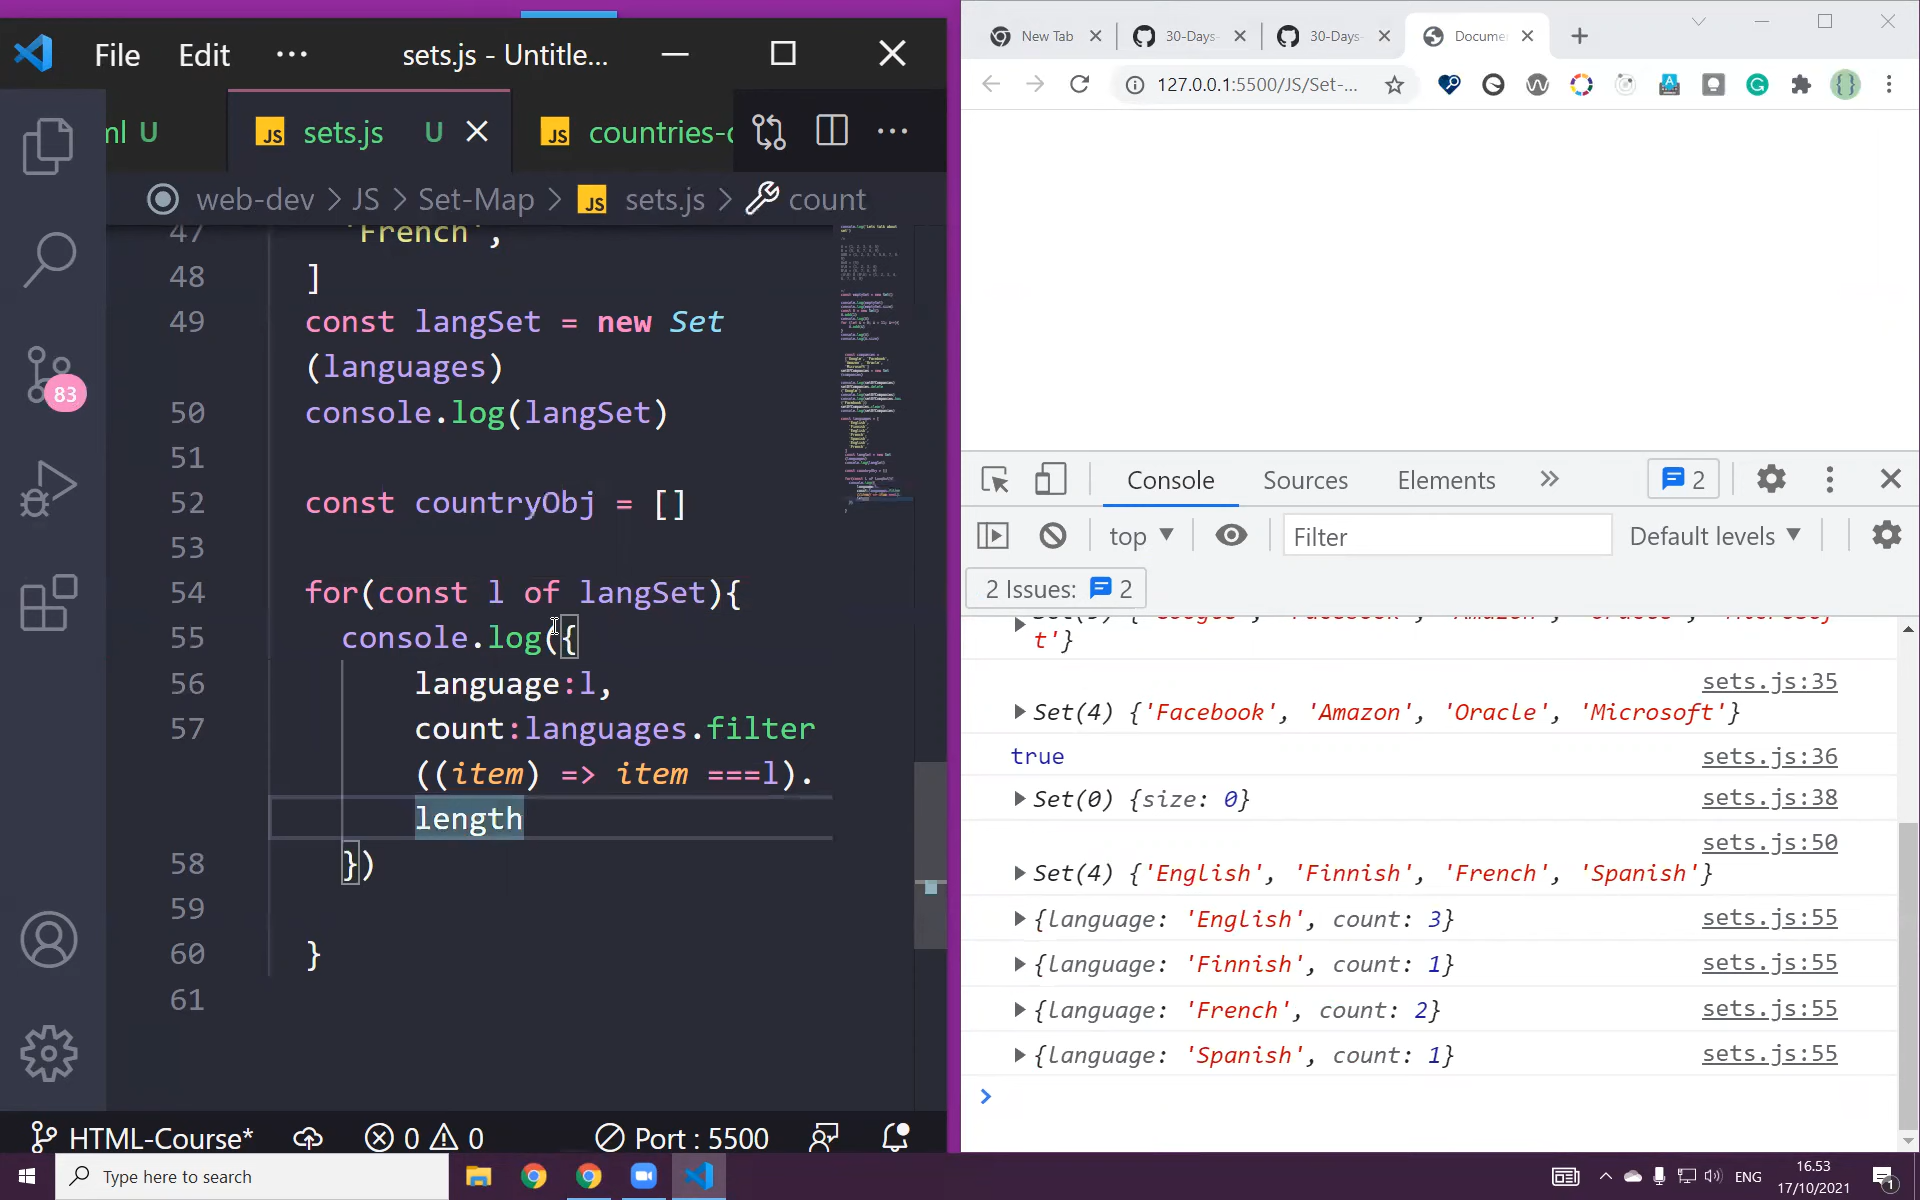 File Edit ··· sets.js - Untitle...
ml U JS sets.js U JS countries-c
web-dev > JS > Set-Map > JS sets.js > count
47 'French',
48 ]
49 const langSet = new Set
(languages)
50 console.log(langSet)
51
52 const countryObj = []
53
54 for(const l of langSet){
55 console.log({
56 language:l,
57 count:languages.filter
((item) => item ===l).
length
58 })
59
60 }
61
83
HTML-Course* 0 0 Port : 5500
New Tab 30-Days- 30-Days- Docume
127.0.0.1:5500/JS/Set-...
Console Sources Elements » 2
top ▼ Filter Default levels ▼
2 Issues: 2
t'}
sets.js:35
Set(4) {'Facebook', 'Amazon', 'Oracle', 'Microsoft'}
true sets.js:36
Set(0) {size: 0} sets.js:38
sets.js:50
Set(4) {'English', 'Finnish', 'French', 'Spanish'}
{language: 'English', count: 3} sets.js:55
{language: 'Finnish', count: 1} sets.js:55
{language: 'French', count: 2} sets.js:55
{language: 'Spanish', count: 1} sets.js:55
Type here to search
ENG
16.53
17/10/2021
1